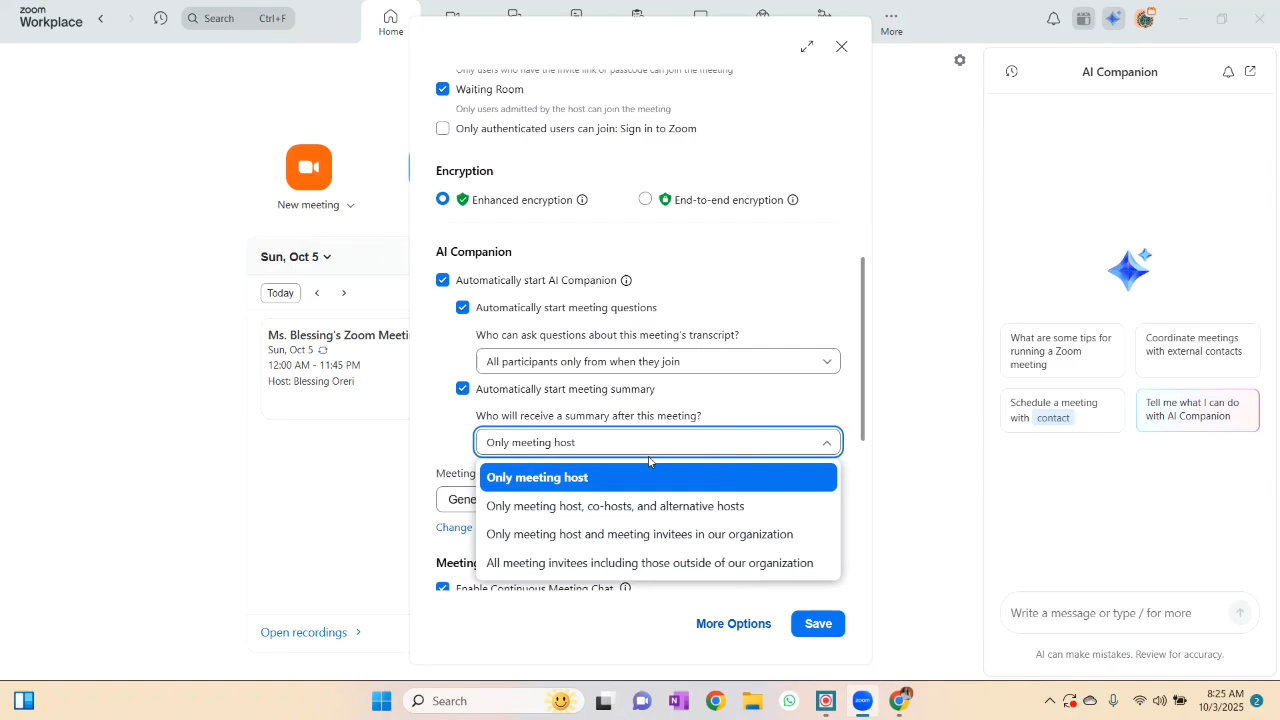 zoom
Workplace
Search Ctrl+F
Home
More
Only users who have the invite link or passcode can join the meeting
Waiting Room
Only users admitted by the host can join the meeting
Only authenticated users can join: Sign in to Zoom
Encryption
Enhanced encryption
End-to-end encryption
AI Companion
Automatically start AI Companion
Automatically start meeting questions
Who can ask questions about this meeting's transcript?
All participants only from when they join
Automatically start meeting summary
Who will receive a summary after this meeting?
Only meeting host
Only meeting host
Only meeting host, co-hosts, and alternative hosts
Only meeting host and meeting invitees in our organization
All meeting invitees including those outside of our organization
Meeting
Gene
Change
Meeting
Enable Continuous Meeting Chat
More Options
Save
New meeting
Sun, Oct 5
Today
Ms. Blessing's Zoom Meeti
Sun, Oct 5
12:00 AM - 11:45 PM
Host: Blessing Oreri
Open recordings
AI Companion
What are some tips for
running a Zoom
meeting
Coordinate meetings
with external contacts
Schedule a meeting
with contact
Tell me what I can do
with AI Companion
Write a message or type / for more
AI can make mistakes. Review for accuracy.
Search
zoom
8:25 AM
10/3/2025
2